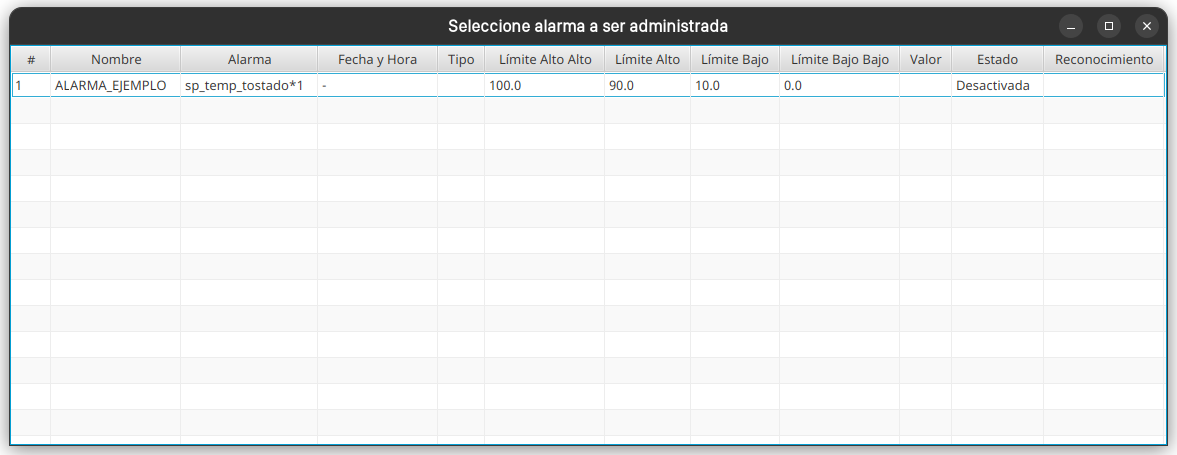 Seleccione alarma a ser administrada
# Nombre Alarma Fecha y Hora Tipo Límite Alto Alto Límite Alto Límite Bajo Límite Bajo Bajo Valor Estado Reconocimiento
1 ALARMA_EJEMPLO sp_temp_tostado*1 - 100.0 90.0 10.0 0.0 Desactivada